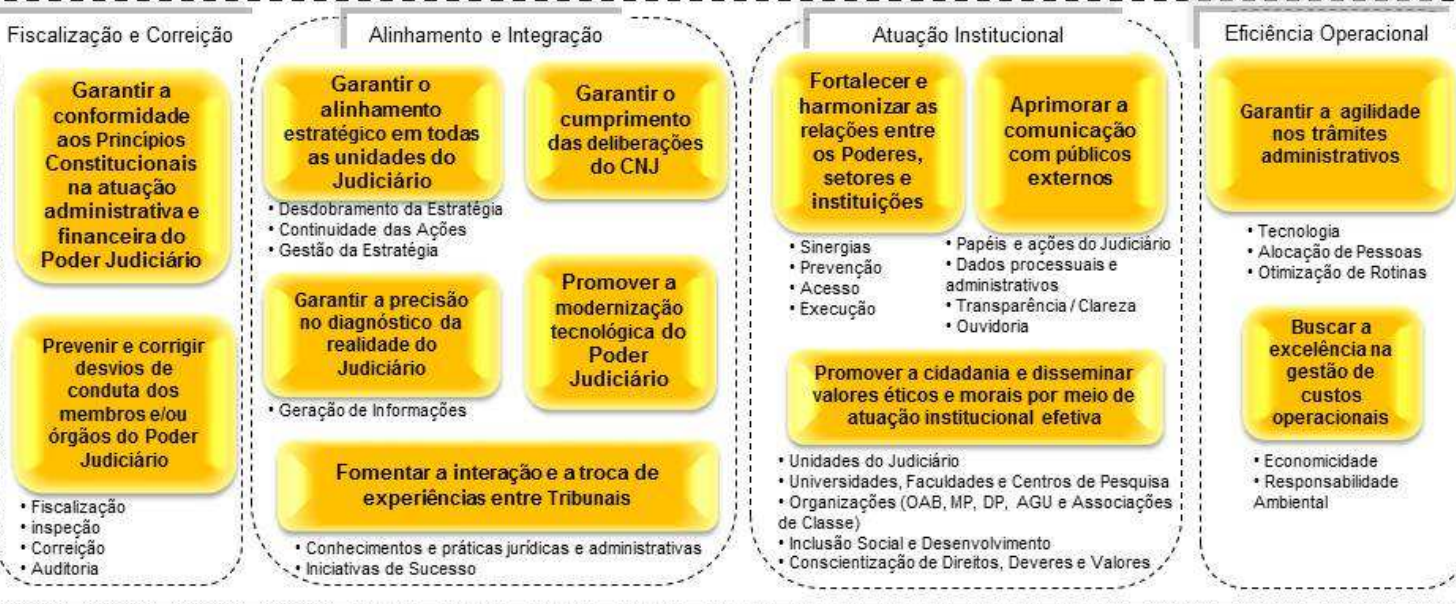 Fiscalização e Correição
Garantir a
conformidade
aos Princípios
Constitucionais
na atuação
administrativa e
financeira do
Poder Judiciário
Prevenir e corrigir
desvios de
conduta dos
membros e/ou
órgãos do Poder
Judiciário
• Fiscalização
• inspeção
• Correição
• Auditoria
Alinhamento e Integração
Garantir o
alinhamento
estratégico em todas
as unidades do
Judiciário
• Desdobramento da Estratégia
• Continuidade das Ações
• Gestão da Estratégia
Garantir o
cumprimento
das deliberações
do CNJ
Garantir a precisão
no diagnóstico da
realidade do
Judiciário
• Geração de Informações
Promover a
modernização
tecnológica do
Poder
Judiciário
Fomentar a interação e a troca de
experiências entre Tribunais
• Conhecimentos e práticas jurídicas e administrativas
• Iniciativas de Sucesso
Atuação Institucional
Fortalecer e
harmonizar as
relações entre
os Poderes,
setores e
instituições
• Sinergias
• Prevenção
• Acesso
• Execução
Aprimorar a
comunicação
com públicos
externos
• Papéis e ações do Judiciário
• Dados processuais e
administrativos
• Transparência / Clareza
• Ouvidoria
Promover a cidadania e disseminar
valores éticos e morais por meio de
atuação institucional efetiva
• Unidades do Judiciário
• Universidades, Faculdades e Centros de Pesquisa
• Organizações (OAB, MP, DP, AGU e Associações
de Classe)
• Inclusão Social e Desenvolvimento
• Conscientização de Direitos, Deveres e Valores
Eficiência Operacional
Garantir a agilidade
nos trâmites
administrativos
• Tecnologia
• Alocação de Pessoas
• Otimização de Rotinas
Buscar a
excelência na
gestão de
custos
operacionais
• Economicidade
• Responsabilidade
Ambiental